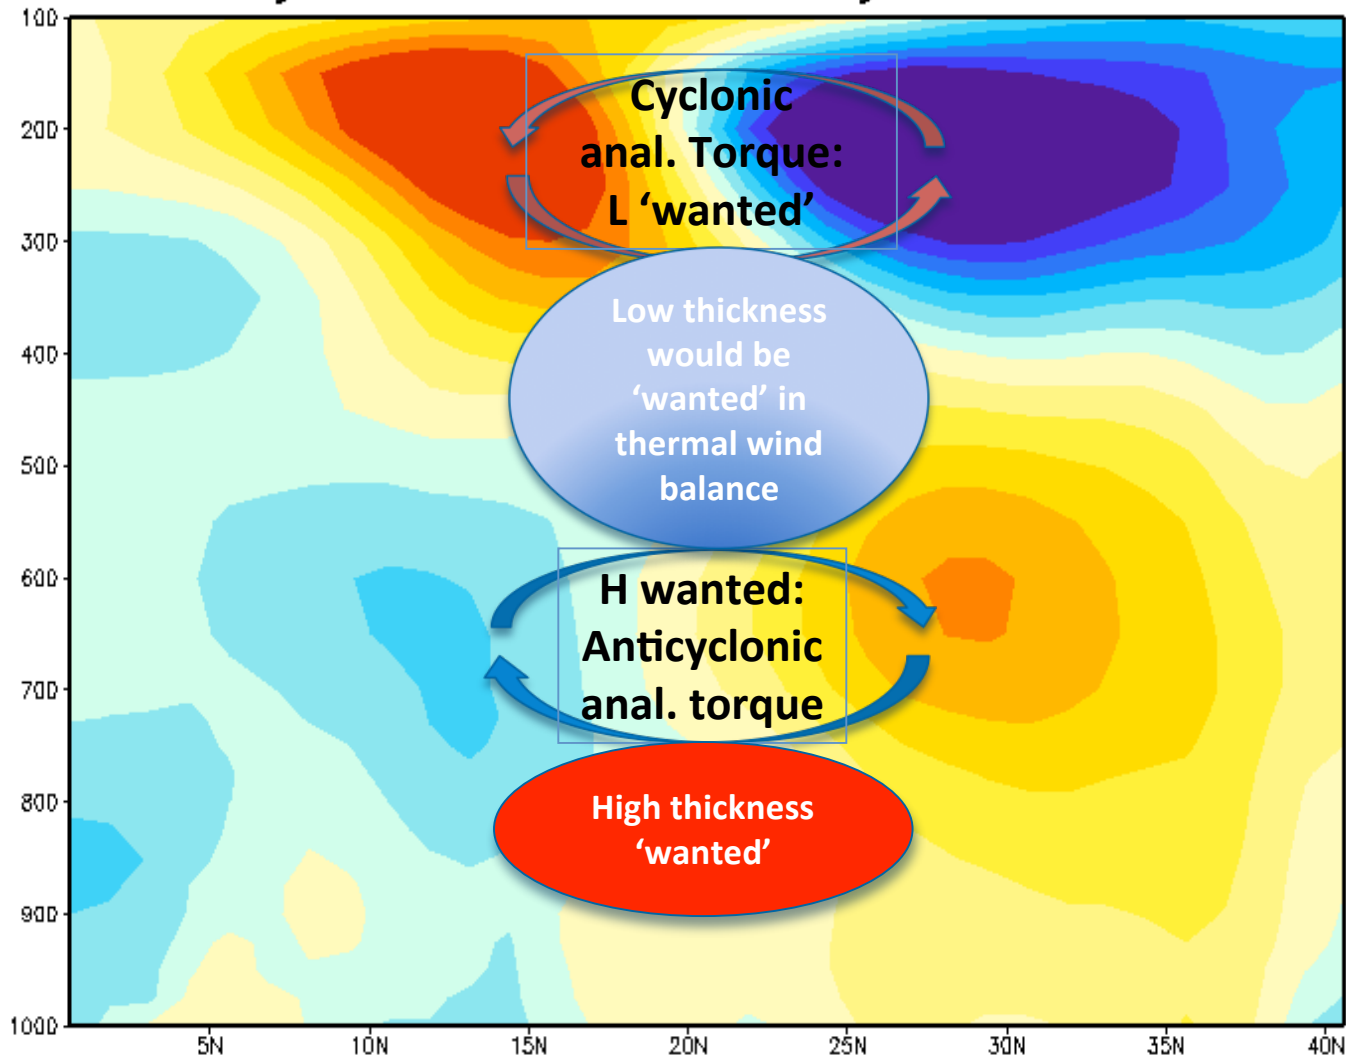 100
200
300
400
500
600
700
800
900
1000
Cyclonic
anal. Torque:
L ‘wanted’
Low thickness
would be
‘wanted’ in
thermal wind
balance
H wanted:
Anticyclonic
anal. torque
High thickness
‘wanted’
5N 10N 15N 20N 25N 30N 35N 40N